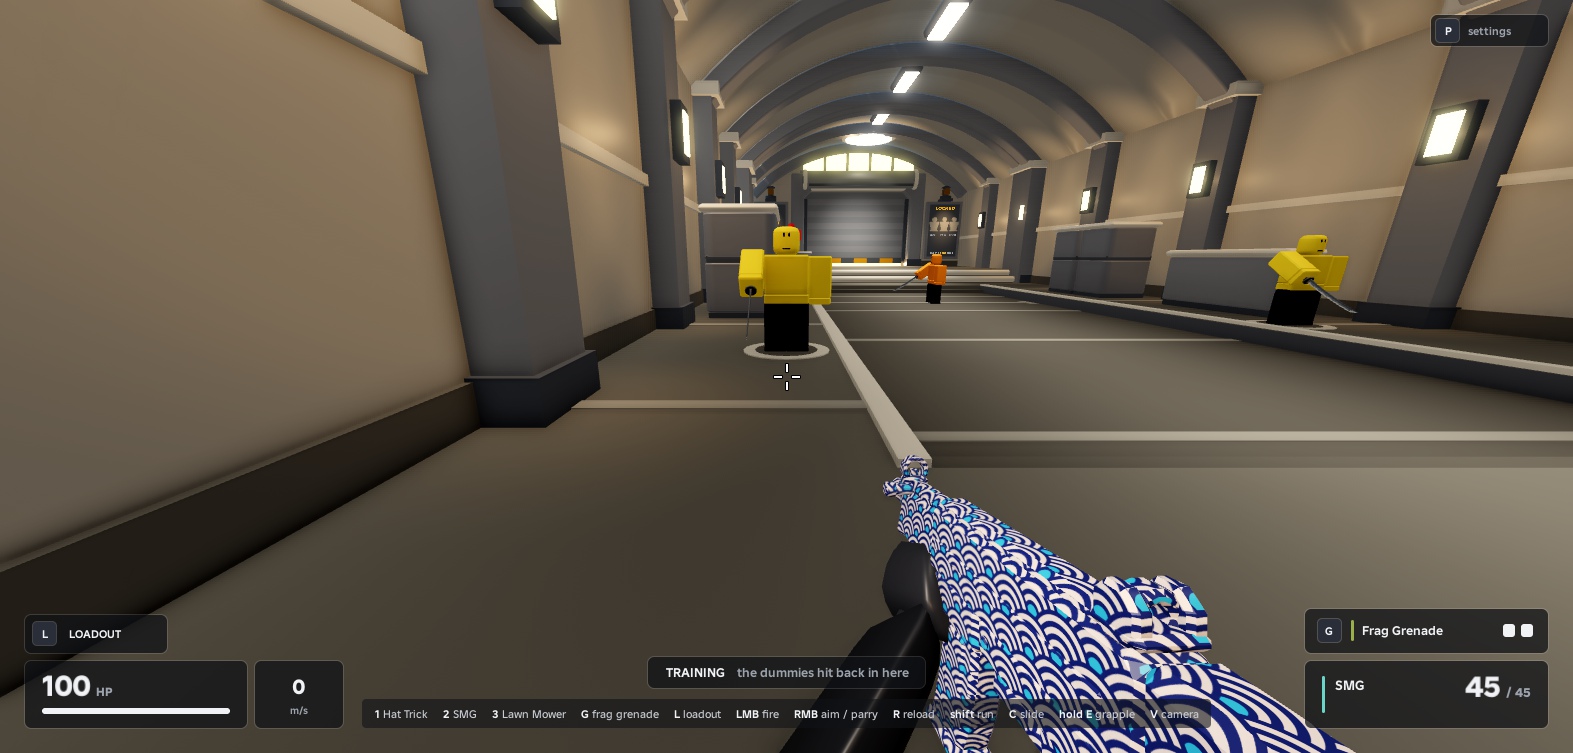 P settings
LOCKED
L LOADOUT
100 HP
0
m/s
TRAINING the dummies hit back in here
1 Hat Trick 2 SMG 3 Lawn Mower G frag grenade L loadout LMB fire RMB aim / parry R reload shift run C slide hold E grapple V camera
G Frag Grenade
SMG 45 / 45